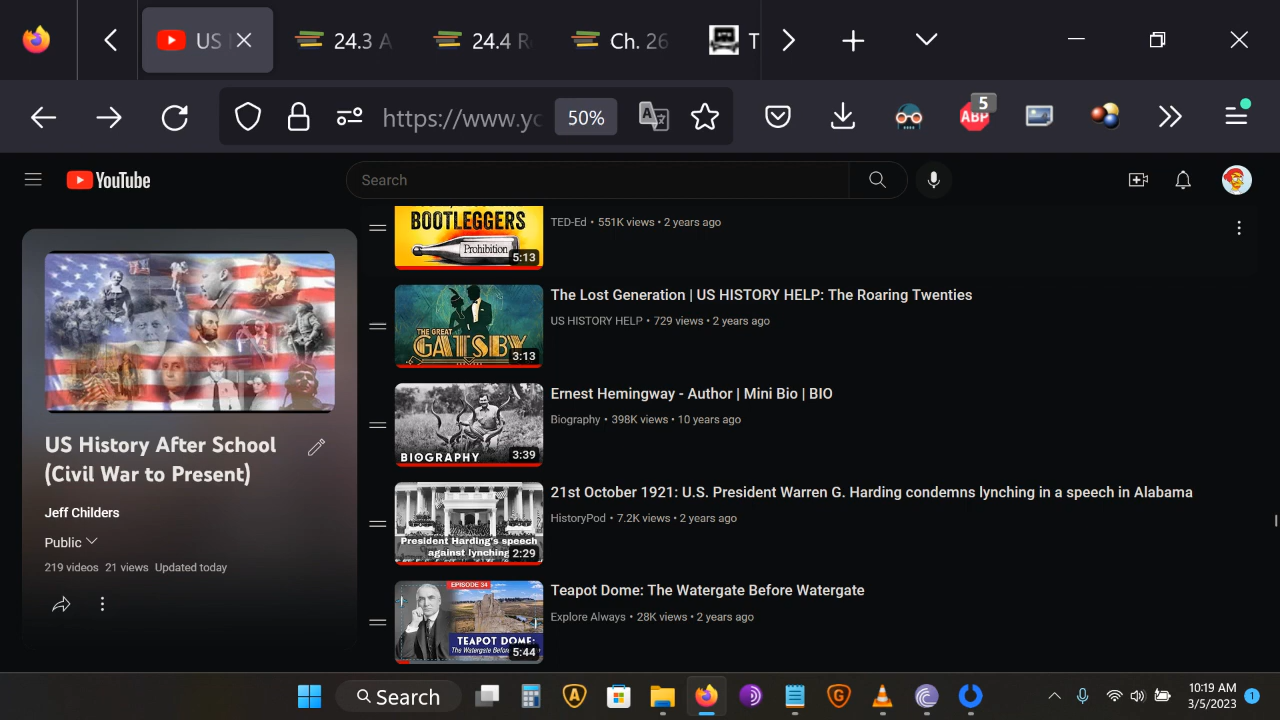 US
24.3 A
24.4 R
Ch. 26
T
https://www.yo
50%
5
ABP
YouTube
Search
BOOTLEGGERS
Prohibition
5:13
TED-Ed • 551K views • 2 years ago
The Lost Generation | US HISTORY HELP: The Roaring Twenties
US HISTORY HELP • 729 views • 2 years ago
THE GREAT
GATSBY
3:13
Ernest Hemingway - Author | Mini Bio | BIO
Biography • 398K views • 10 years ago
BIOGRAPHY
3:39
21st October 1921: U.S. President Warren G. Harding condemns lynching in a speech in Alabama
HistoryPod • 7.2K views • 2 years ago
President Harding's speech
against lynching
2:29
Teapot Dome: The Watergate Before Watergate
Explore Always • 28K views • 2 years ago
EPISODE 34
TEAPOT DOME:
The Watergate Before
5:44
US History After School
(Civil War to Present)
Jeff Childers
Public
219 videos 21 views Updated today
Search
10:19 AM
3/5/2023
1